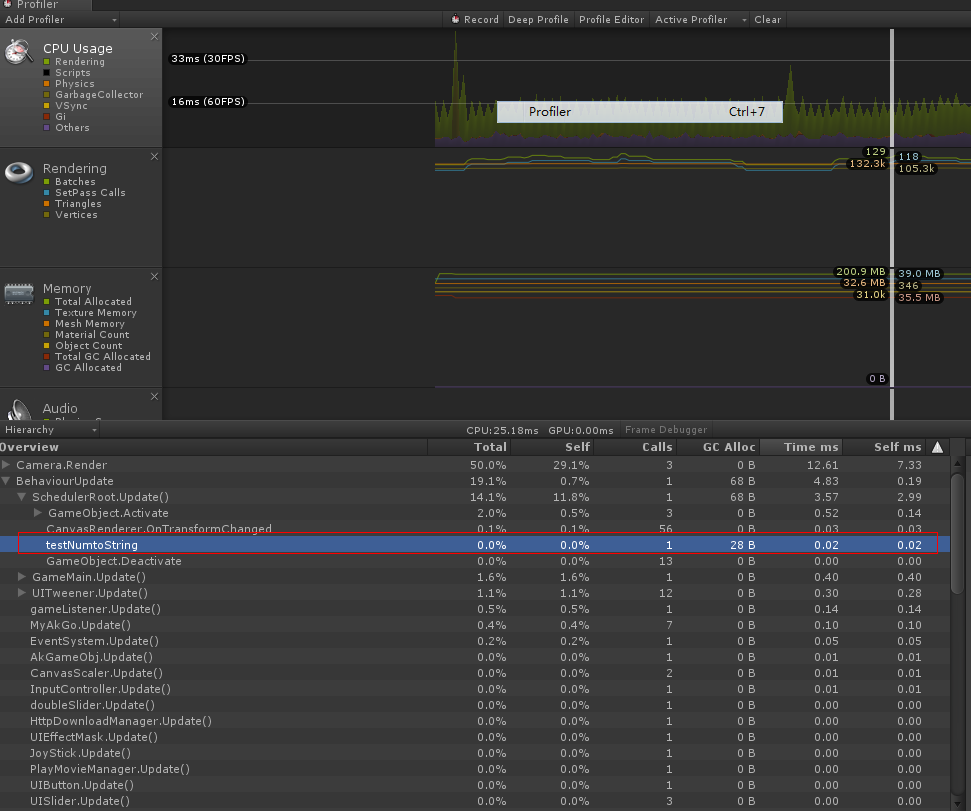 Profiler
Add Profiler
Record Deep Profile Profile Editor Active Profiler Clear
CPU Usage
Rendering
Scripts
Physics
GarbageCollector
VSync
Gi
Others
33ms (30FPS)
16ms (60FPS)
Profiler Ctrl+7
Rendering
Batches
SetPass Calls
Triangles
Vertices
129
132.3k
118
105.3k
Memory
Total Allocated
Texture Memory
Mesh Memory
Material Count
Object Count
Total GC Allocated
GC Allocated
200.9 MB
32.6 MB
31.0k
39.0 MB
346
35.5 MB
0 B
Audio
Hierarchy CPU:25.18ms GPU:0.00ms Frame Debugger
Overview Total Self Calls GC Alloc Time ms Self ms
Camera.Render 50.0% 29.1% 3 0 B 12.61 7.33
BehaviourUpdate 19.1% 0.7% 1 68 B 4.83 0.19
SchedulerRoot.Update() 14.1% 11.8% 1 68 B 3.57 2.99
GameObject.Activate 2.0% 0.5% 3 0 B 0.52 0.14
CanvasRenderer.OnTransformChanged 0.1% 0.1% 56 0 B 0.03 0.03
testNumtoString 0.0% 0.0% 1 28 B 0.02 0.02
GameObject.Deactivate 0.0% 0.0% 13 0 B 0.00 0.00
GameMain.Update() 1.6% 1.6% 1 0 B 0.40 0.40
UITweener.Update() 1.1% 1.1% 12 0 B 0.30 0.28
gameListener.Update() 0.5% 0.5% 1 0 B 0.14 0.14
MyAkGo.Update() 0.4% 0.4% 7 0 B 0.10 0.10
EventSystem.Update() 0.2% 0.2% 1 0 B 0.05 0.05
AkGameObj.Update() 0.0% 0.0% 1 0 B 0.01 0.01
CanvasScaler.Update() 0.0% 0.0% 2 0 B 0.01 0.01
InputController.Update() 0.0% 0.0% 1 0 B 0.01 0.01
doubleSlider.Update() 0.0% 0.0% 1 0 B 0.00 0.00
HttpDownloadManager.Update() 0.0% 0.0% 1 0 B 0.00 0.00
UIEffectMask.Update() 0.0% 0.0% 1 0 B 0.00 0.00
JoyStick.Update() 0.0% 0.0% 1 0 B 0.00 0.00
PlayMovieManager.Update() 0.0% 0.0% 1 0 B 0.00 0.00
UIButton.Update() 0.0% 0.0% 1 0 B 0.00 0.00
UISlider.Update() 0.0% 0.0% 3 0 B 0.00 0.00